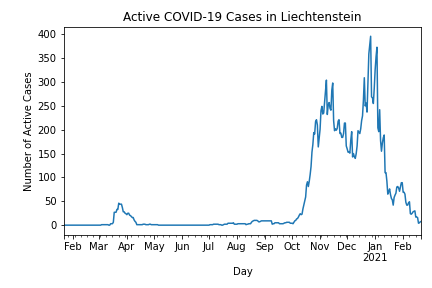 Active COVID-19 Cases in Liechtenstein
400
350
300
250
200
150
100
50
0
Number of Active Cases
Feb Mar Apr May Jun Jul Aug Sep Oct Nov Dec Jan Feb
2021
Day